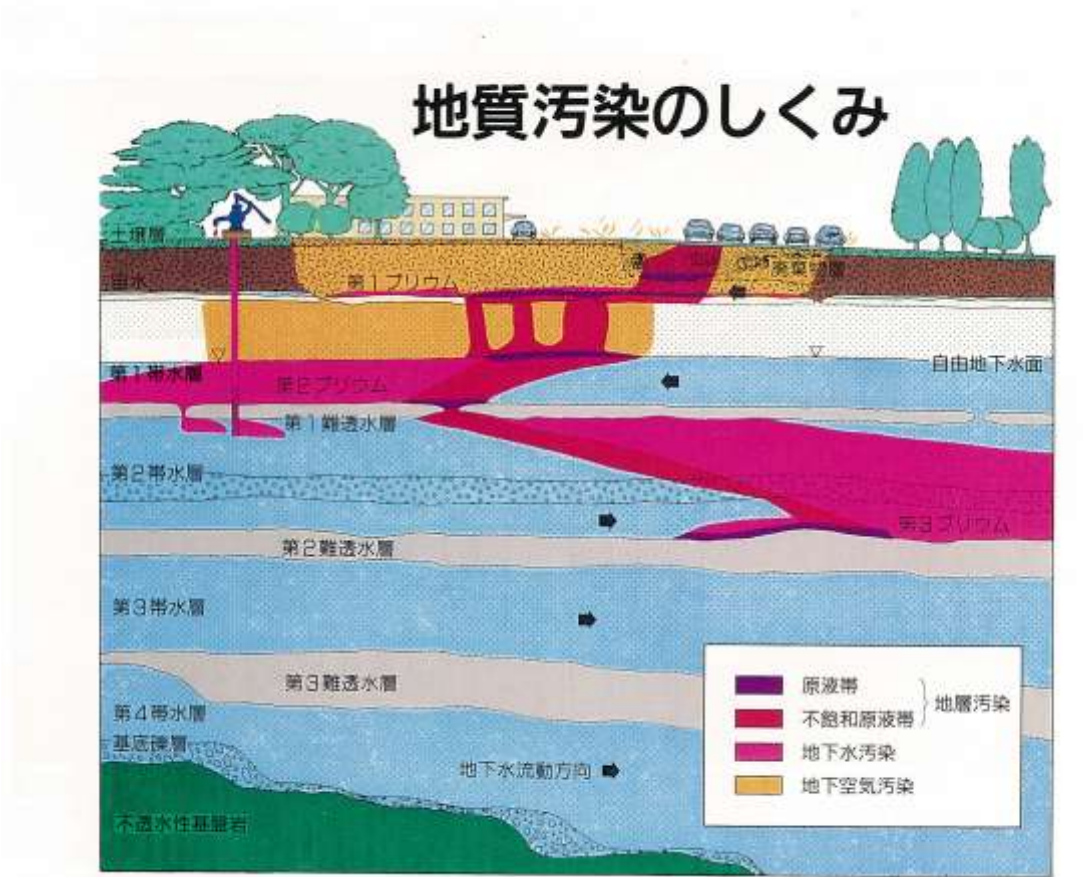 地質汚染のしくみ
土壌層
宙水
第1プリウム
廃棄物層
自由地下水面
第1帯水層
第2プリウム
第1難透水層
第2帯水層
第3プリウム
第2難透水層
第3帯水層
第3難透水層
第4帯水層
基底礫層
地下水流動方向
不透水性基盤岩
原液帯
不飽和原液帯
地層汚染
地下水汚染
地下空気汚染